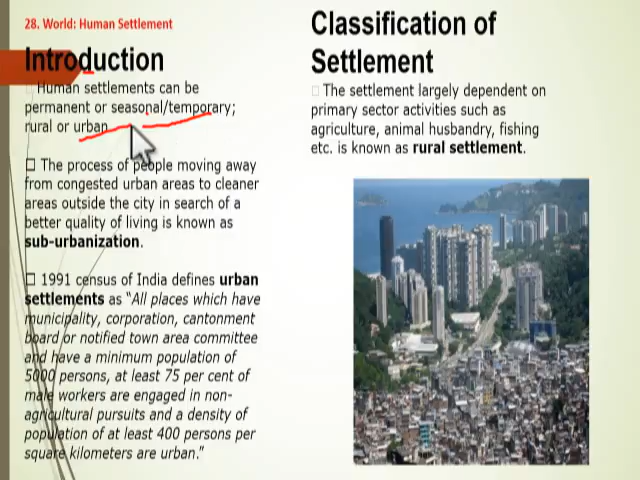 28. World: Human Settlement
Introduction
Human settlements can be
permanent or seasonal/temporary;
rural or urban
The process of people moving away
from congested urban areas to cleaner
areas outside the city in search of a
better quality of living is known as
sub-urbanization.
1991 census of India defines urban
settlements as “All places which have
municipality, corporation, cantonment
board or notified town area committee
and have a minimum population of
5000 persons, at least 75 per cent of
male workers are engaged in non-
agricultural pursuits and a density of
population of at least 400 persons per
square kilometers are urban.”
Classification of
Settlement
The settlement largely dependent on
primary sector activities such as
agriculture, animal husbandry, fishing
etc. is known as rural settlement.